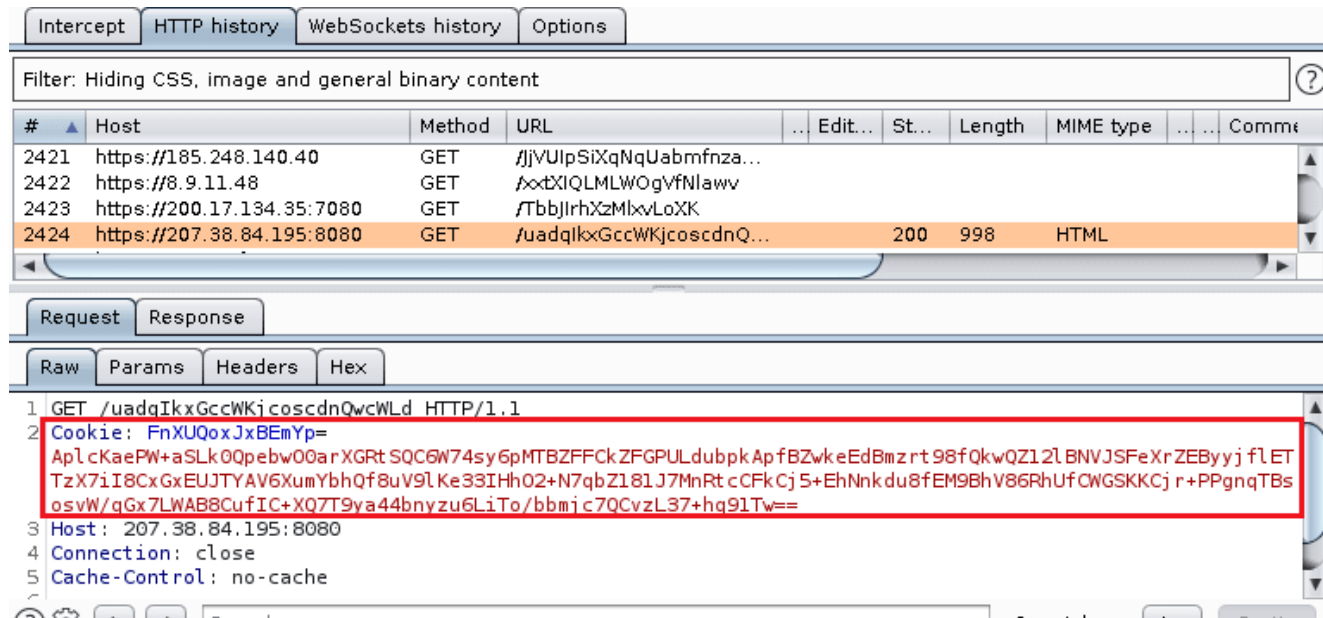 Intercept HTTP history WebSockets history Options
Filter: Hiding CSS, image and general binary content ?
# Host Method URL ... Edit... St... Length MIME type ... ... Comme
2421 https://185.248.140.40 GET /JjVUIpSiXqNqUabmfnza...
2422 https://8.9.11.48 GET /xxtXIQLMLWOgVfNlawv
2423 https://200.17.134.35:7080 GET /TbbJIrhXzMlxvLoXK
2424 https://207.38.84.195:8080 GET /uadqIkxGccWKjcoscdnQ... 200 998 HTML
Request Response
Raw Params Headers Hex
1 GET /uadqIkxGccWKjcoscdnQwcWLd HTTP/1.1
2 Cookie: FnXUQoxJxBEmYp=
AplcKaePW+aSLk0QpebwOOarXGRtSQC6W74sy6pMTBZFFCkZFGPULdubpkApfBZwkeEdBmzrt98fQkwQZ12lBNVJSFeXrZEByyjflET
TzX7iI8CxGxEUJTYAV6XumYbhQf8uV9lKe33IHhO2+N7qbZ181J7MnRtcCFkCj5+EhNnkdu8fEM9BhV86RhUfCWGSKKCjr+PPgnqTBs
osvW/qGx7LWAB8CufIC+XQ7T9ya44bnyzu6LiTo/bbmjc7QCvzL37+hq91Tw==
3 Host: 207.38.84.195:8080
4 Connection: close
5 Cache-Control: no-cache